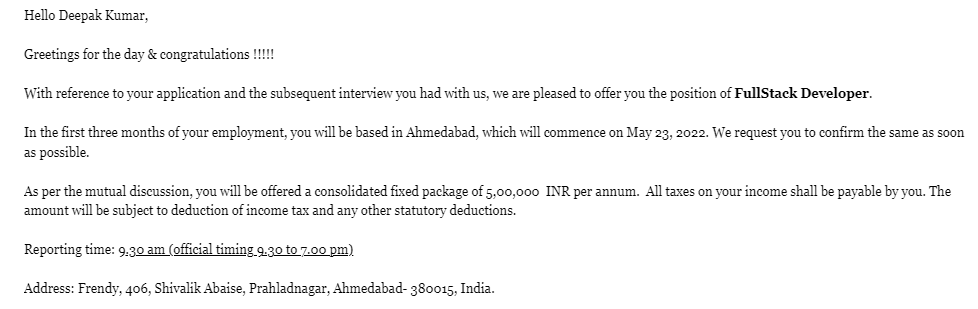 Hello Deepak Kumar,
Greetings for the day & congratulations !!!!!
With reference to your application and the subsequent interview you had with us, we are pleased to offer you the position of FullStack Developer.
In the first three months of your employment, you will be based in Ahmedabad, which will commence on May 23, 2022. We request you to confirm the same as soon
as possible.
As per the mutual discussion, you will be offered a consolidated fixed package of 5,00,000  INR per annum.  All taxes on your income shall be payable by you. The
amount will be subject to deduction of income tax and any other statutory deductions.
Reporting time: 9.30 am (official timing 9.30 to 7.00 pm)
Address: Frendy, 406, Shivalik Abaise, Prahladnagar, Ahmedabad- 380015, India.